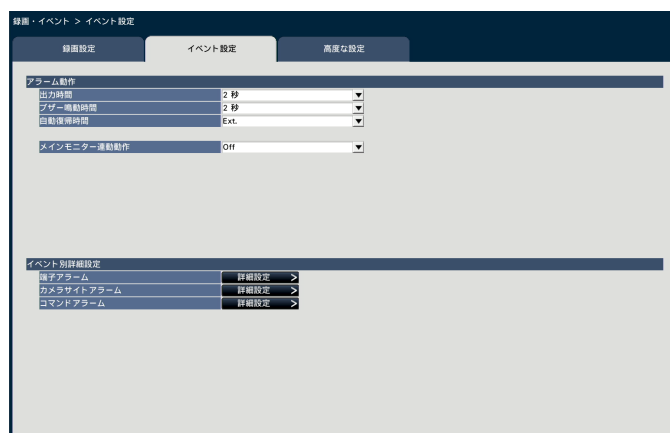 録画・イベント > イベント設定
録画設定 イベント設定 高度な設定
アラーム動作
出力時間 2 秒
ブザー鳴動時間 2 秒
自動復帰時間 Ext.
メインモニター連動動作 Off
イベント別詳細設定
端子アラーム 詳細設定 >
カメラサイトアラーム 詳細設定 >
コマンドアラーム 詳細設定 >